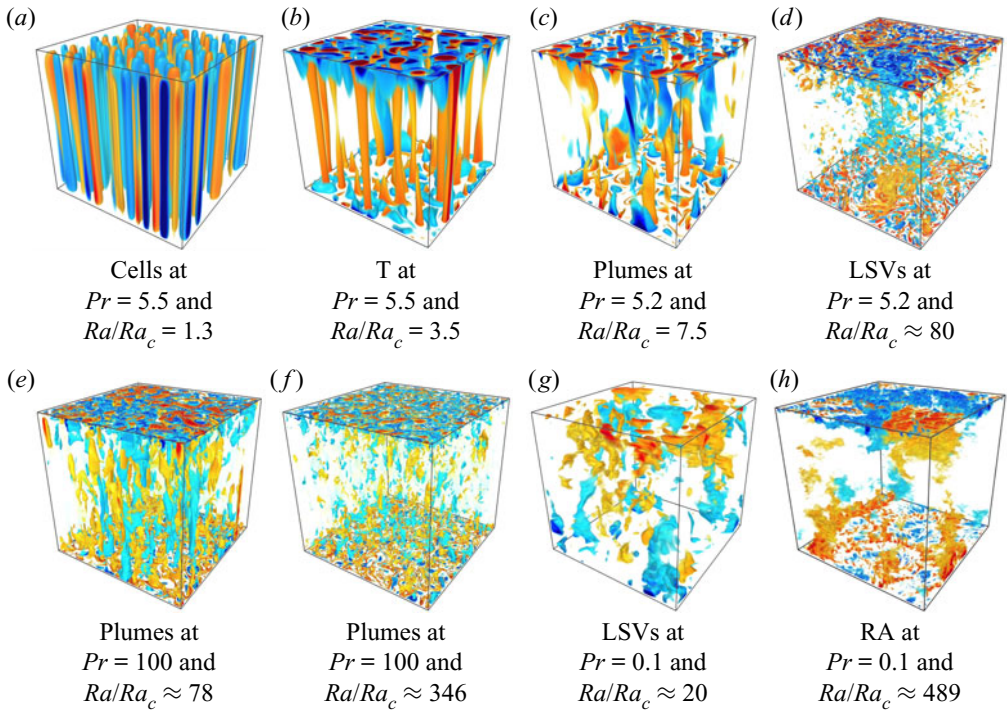 (a)
Cells at
Pr = 5.5 and
Ra/Ra_c = 1.3
(b)
T at
Pr = 5.5 and
Ra/Ra_c = 3.5
(c)
Plumes at
Pr = 5.2 and
Ra/Ra_c = 7.5
(d)
LSVs at
Pr = 5.2 and
Ra/Ra_c ≈ 80
(e)
Plumes at
Pr = 100 and
Ra/Ra_c ≈ 78
(f)
Plumes at
Pr = 100 and
Ra/Ra_c ≈ 346
(g)
LSVs at
Pr = 0.1 and
Ra/Ra_c ≈ 20
(h)
RA at
Pr = 0.1 and
Ra/Ra_c ≈ 489